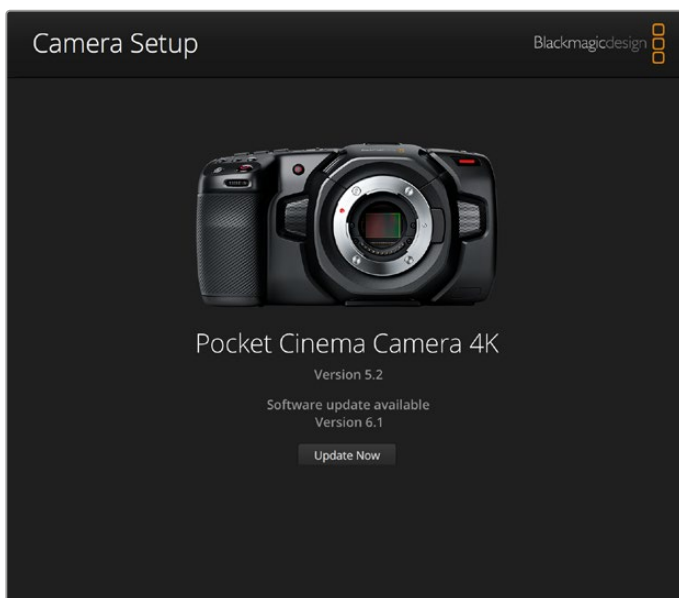 Camera Setup
Blackmagicdesign
Pocket Cinema Camera 4K
Version 5.2
Software update available
Version 6.1
Update Now